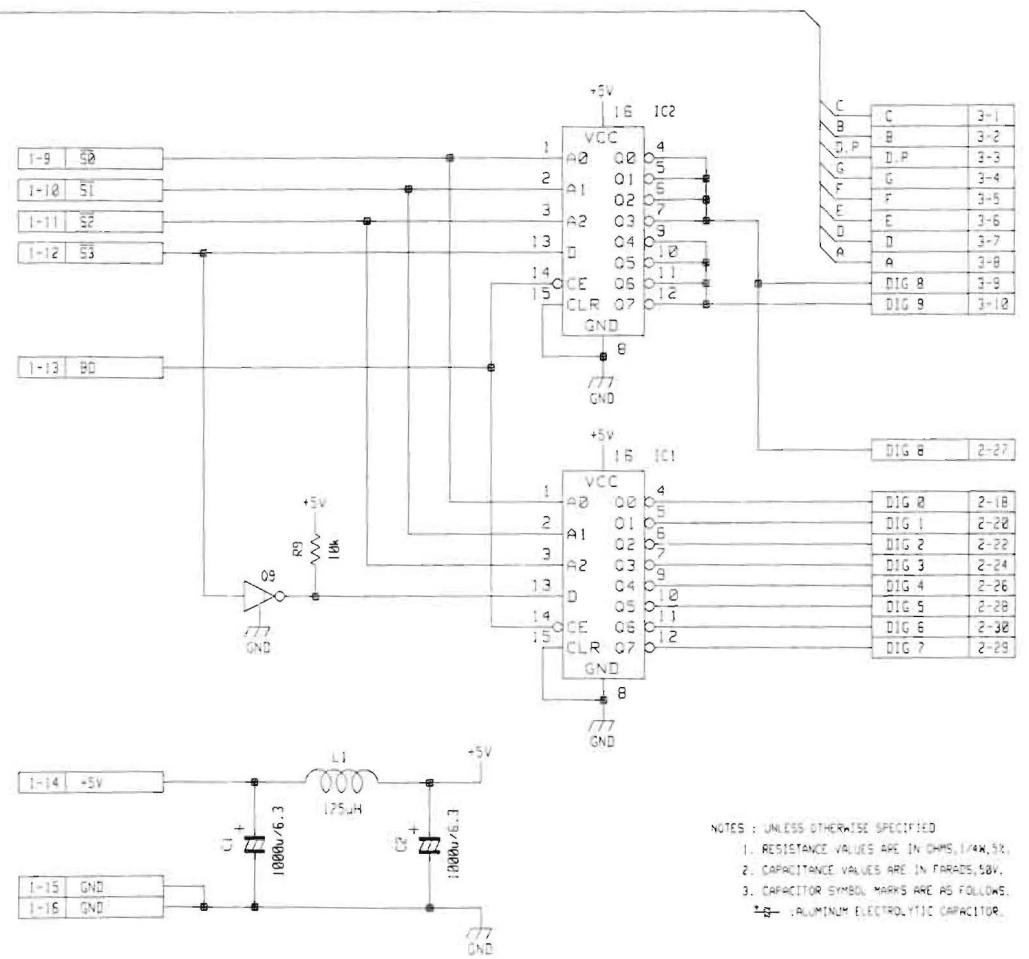 +5V
16 IC2
VCC
1 A0 Q0 4
2 A1 Q1 5
Q2 6
3 A2 Q3 7
Q4 9
13 D Q5 10
14 CE Q6 11
15 CLR Q7 12
GND
8
GND
1-9 S0
1-10 S1
1-11 S2
1-12 S3
1-13 BD
C C 3-1
B B 3-2
D.P D.P 3-3
G G 3-4
F F 3-5
E E 3-6
D D 3-7
A A 3-8
DIG 8 3-9
DIG 9 3-10
DIG 8 2-27
+5V
16 IC1
VCC
1 A0 Q0 4
2 A1 Q1 5
Q2 6
3 A2 Q3 7
Q4 9
13 D Q5 10
14 CE Q6 11
15 CLR Q7 12
GND
8
GND
DIG 0 2-18
DIG 1 2-20
DIG 2 2-22
DIG 3 2-24
DIG 4 2-26
DIG 5 2-28
DIG 6 2-30
DIG 7 2-29
+5V
R9
10k
Q9
GND
1-14 +5V
L1
125µH
+5V
+
C1
1000u/6.3
+
C2
1000u/6.3
1-15 GND
1-16 GND
GND
NOTES : UNLESS OTHERWISE SPECIFIED
1. RESISTANCE VALUES ARE IN OHMS,1/4W,5%.
2. CAPACITANCE VALUES ARE IN FARADS,50V.
3. CAPACITOR SYMBOL MARKS ARE AS FOLLOWS.
+ :ALUMINUM ELECTROLYTIC CAPACITOR.